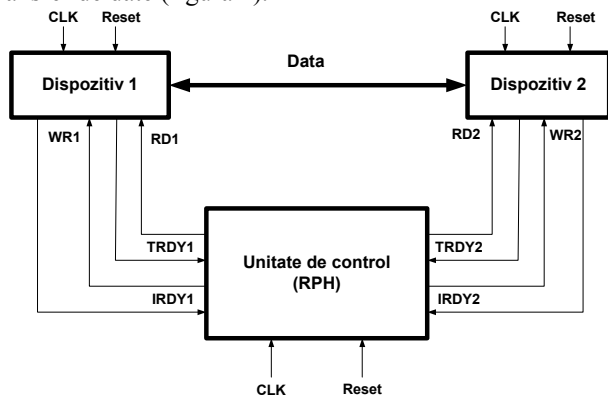 CLK Reset CLK Reset
Data
Dispozitiv 1 Dispozitiv 2
WR1 RD1 RD2 WR2
TRDY1 TRDY2
Unitate de control
(RPH)
IRDY1 IRDY2
CLK Reset